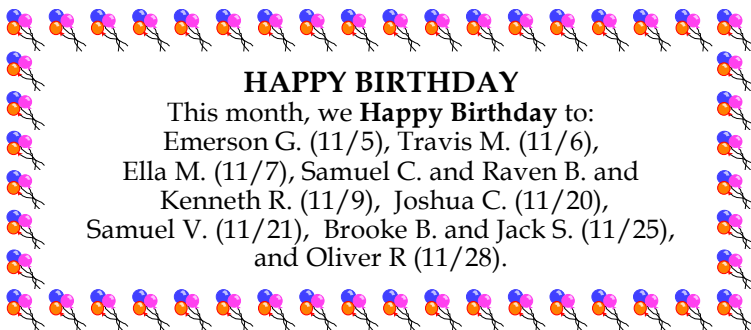 HAPPY BIRTHDAY
This month, we Happy Birthday to:
Emerson G. (11/5), Travis M. (11/6),
Ella M. (11/7), Samuel C. and Raven B. and
Kenneth R. (11/9), Joshua C. (11/20),
Samuel V. (11/21), Brooke B. and Jack S. (11/25),
and Oliver R (11/28).